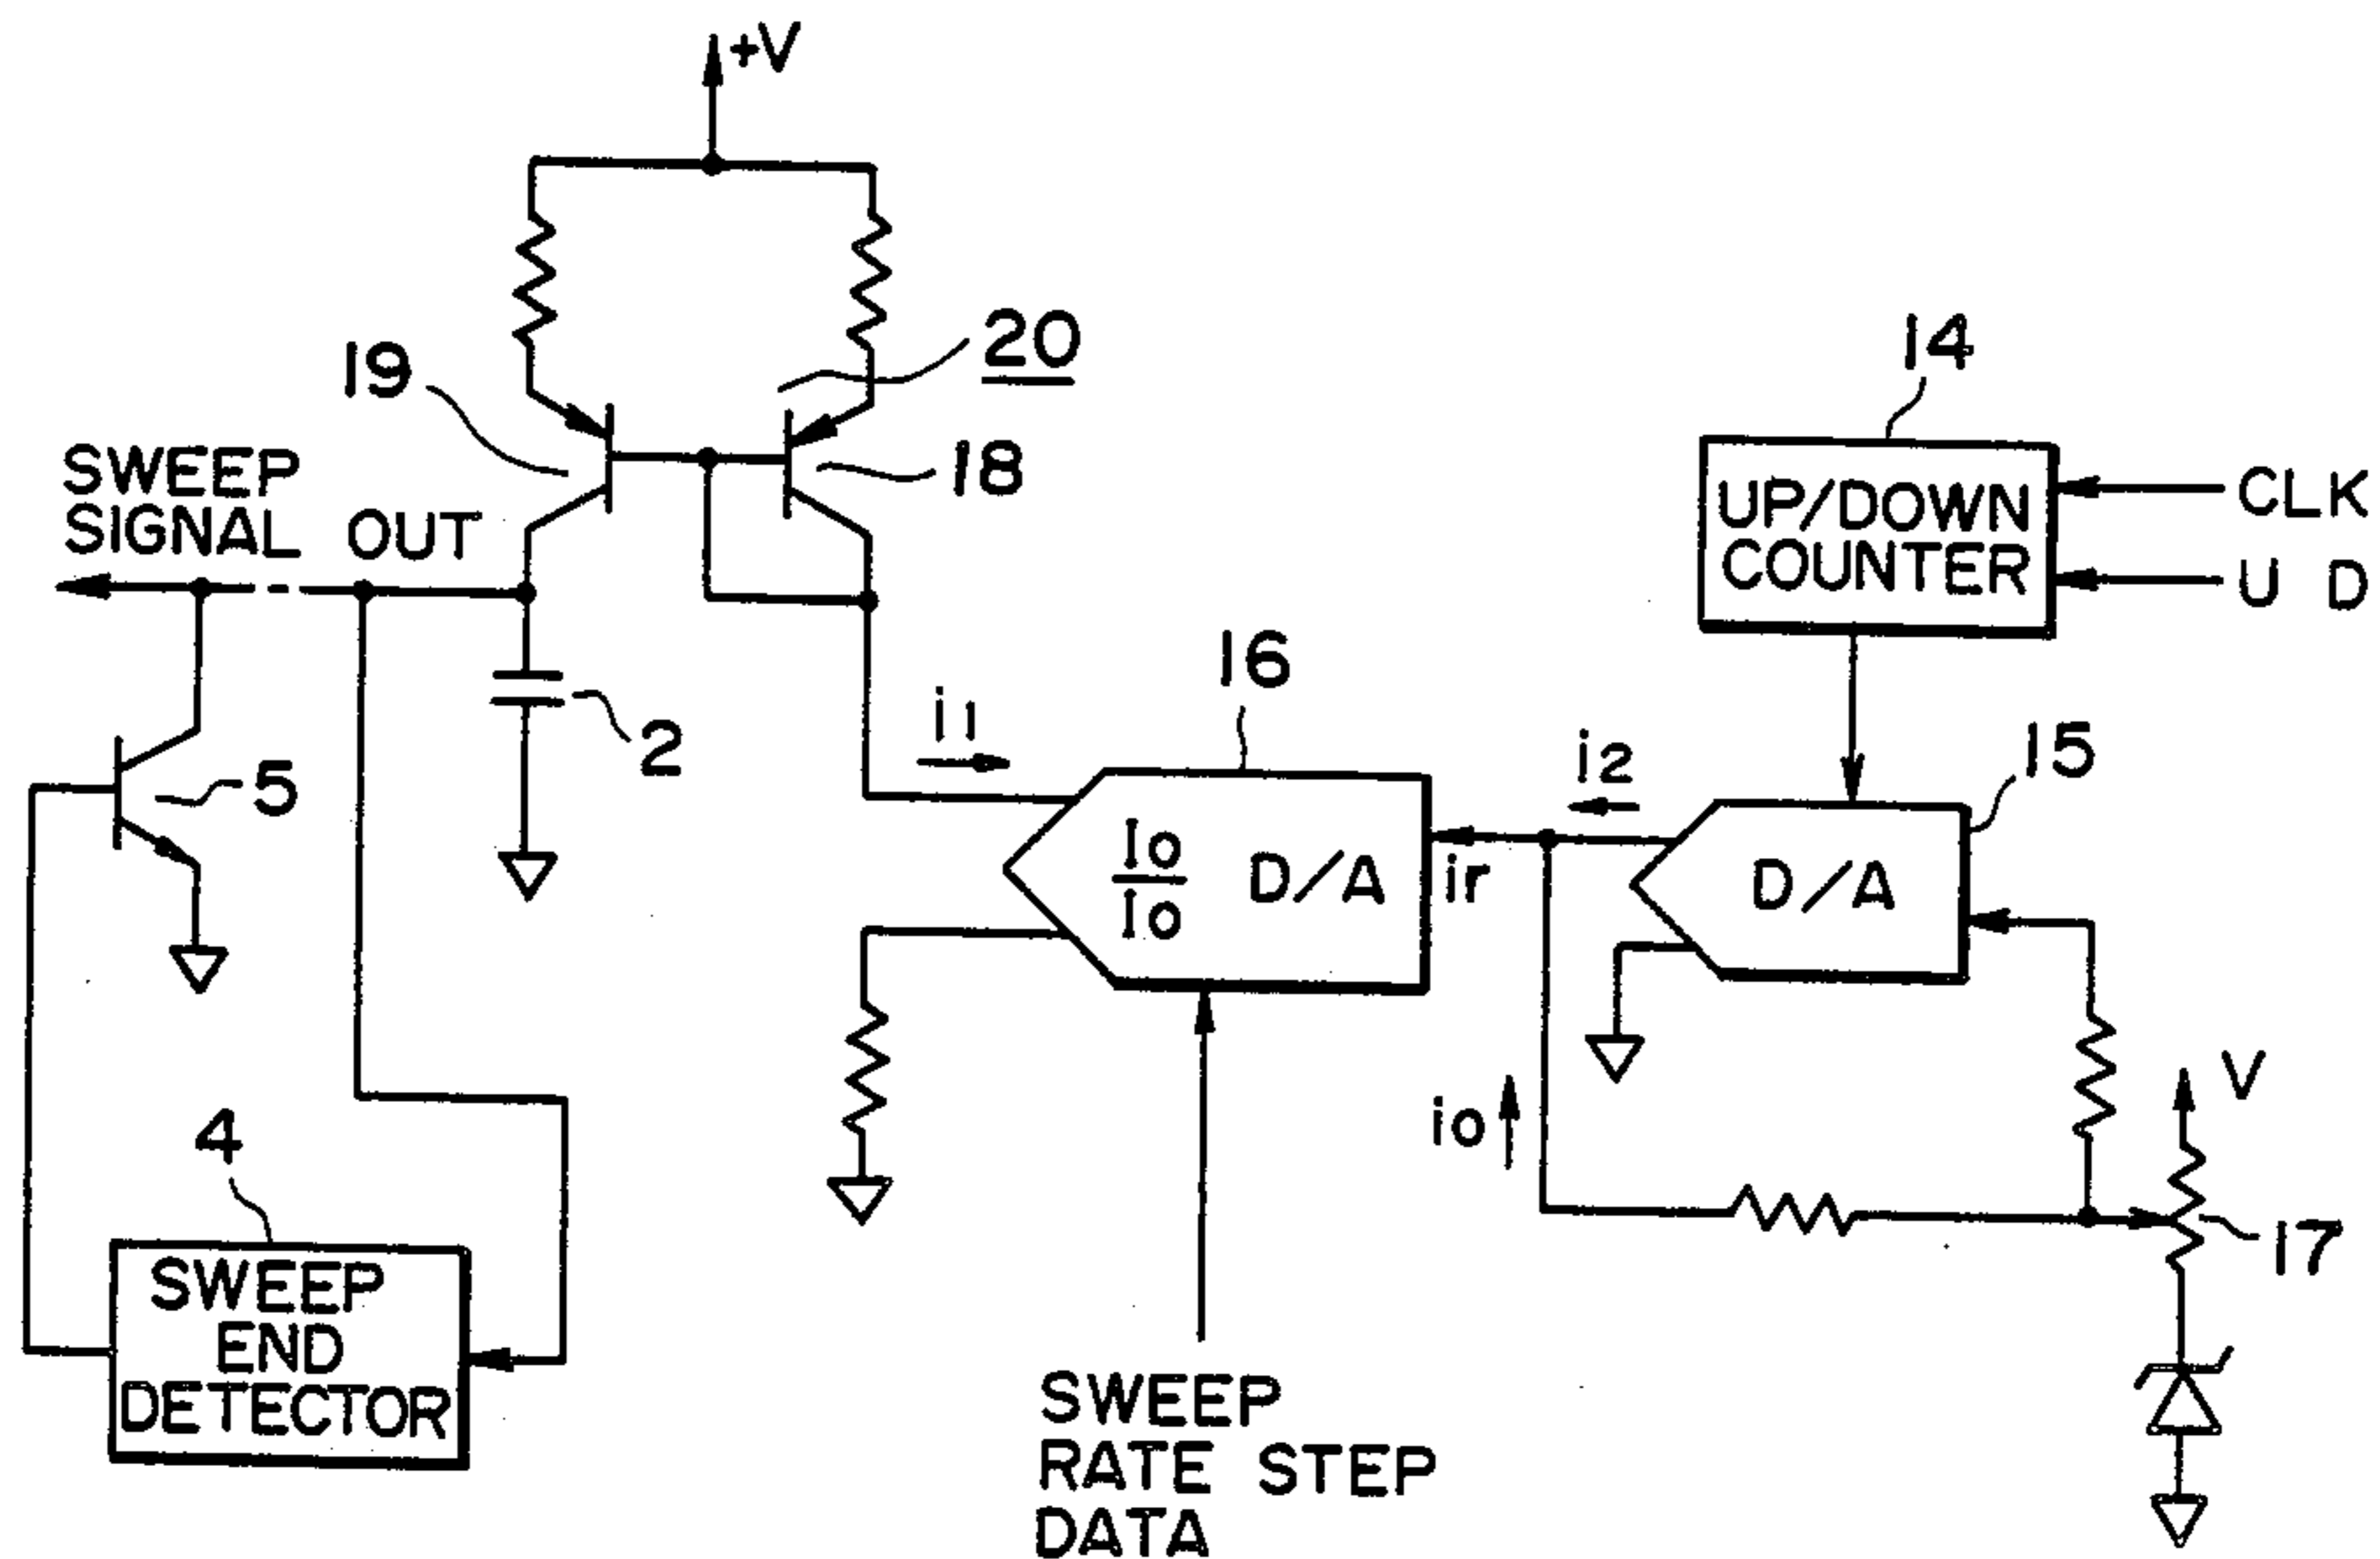 +V
20
19
18
14
SWEEP
SIGNAL OUT
UP/DOWN
COUNTER
CLK
U D
16
i1
2
i2
15
5
Io
Io
D/A
ir
D/A
V
io
4
17
SWEEP
END
DETECTOR
SWEEP
RATE STEP
DATA